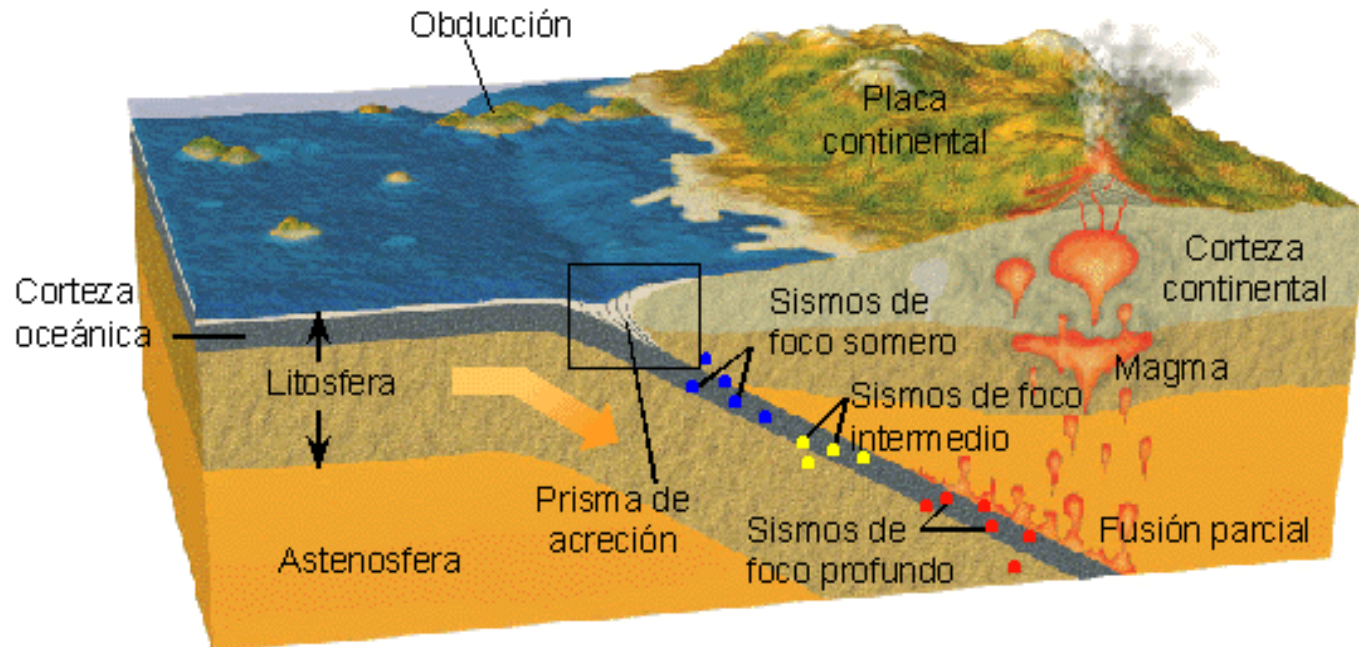 Obducción
Placa
continental
Corteza
continental
Corteza
oceánica
Sismos de
foco somero
Litosfera
Magma
Sismos de foco
intermedio
Prisma de
acreción
Sismos de
foco profundo
Fusión parcial
Astenosfera